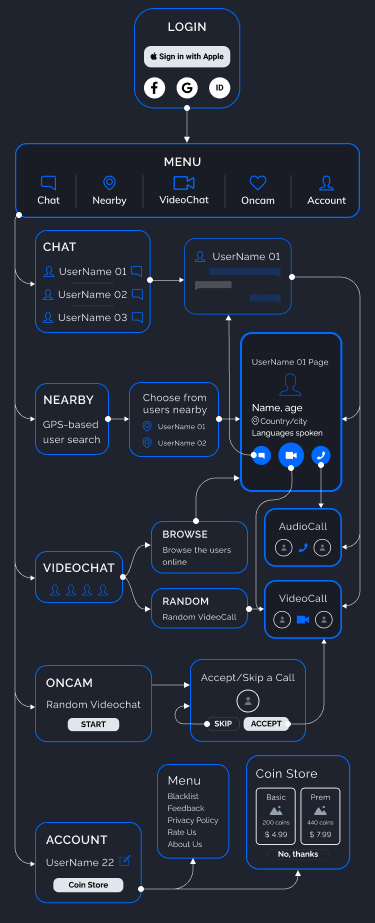 LOGIN
Sign in with Apple
f G ID
MENU
Chat Nearby VideoChat Oncam Account
CHAT
UserName 01
UserName 02
UserName 03
UserName 01
NEARBY
GPS-based
user search
Choose from
users nearby
UserName 01
UserName 02
UserName 01 Page
Name, age
Country/city
Languages spoken
VIDEOCHAT
BROWSE
Browse the users
online
RANDOM
Random VideoCall
AudioCall
VideoCall
ONCAM
Random Videochat
START
Accept/Skip a Call
SKIP ACCEPT
ACCOUNT
UserName 22
Coin Store
Menu
Blacklist
Feedback
Privacy Policy
Rate Us
About Us
Coin Store
Basic Prem
200 coins 440 coins
$ 4.99 $ 7.99
No, thanks